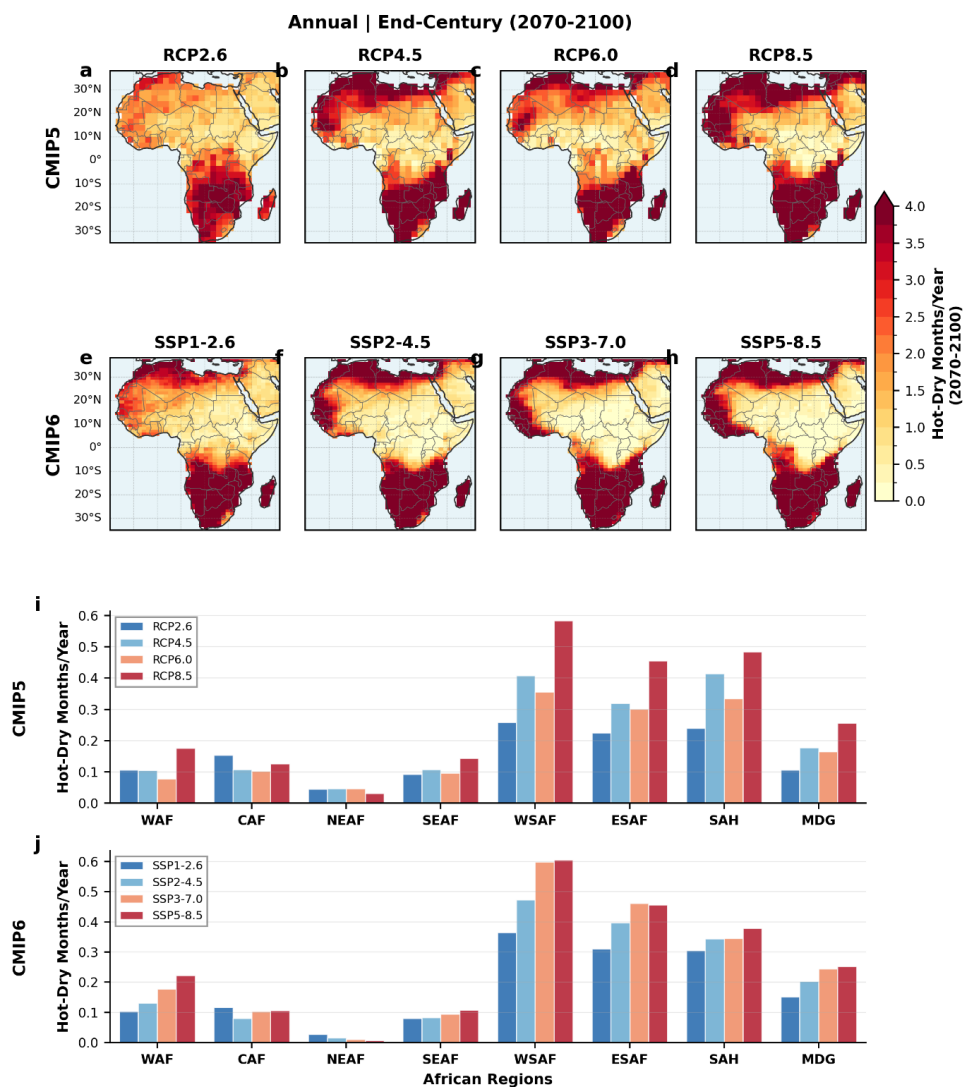 Annual | End-Century (2070-2100)
RCP2.6
RCP4.5
RCP6.0
RCP8.5
a
b
c
d
30°N
20°N
10°N
0°
10°S
20°S
30°S
CMIP5
SSP1-2.6
SSP2-4.5
SSP3-7.0
SSP5-8.5
e
f
g
h
30°N
20°N
10°N
0°
10°S
20°S
30°S
CMIP6
4.0
3.5
3.0
2.5
2.0
1.5
1.0
0.5
0.0
Hot-Dry Months/Year
(2070-2100)
i
CMIP5
Hot-Dry Months/Year
0.6
0.5
0.4
0.3
0.2
0.1
0.0
RCP2.6
RCP4.5
RCP6.0
RCP8.5
WAF CAF NEAF SEAF WSAF ESAF SAH MDG
j
CMIP6
Hot-Dry Months/Year
0.6
0.5
0.4
0.3
0.2
0.1
0.0
SSP1-2.6
SSP2-4.5
SSP3-7.0
SSP5-8.5
WAF CAF NEAF SEAF WSAF ESAF SAH MDG
African Regions